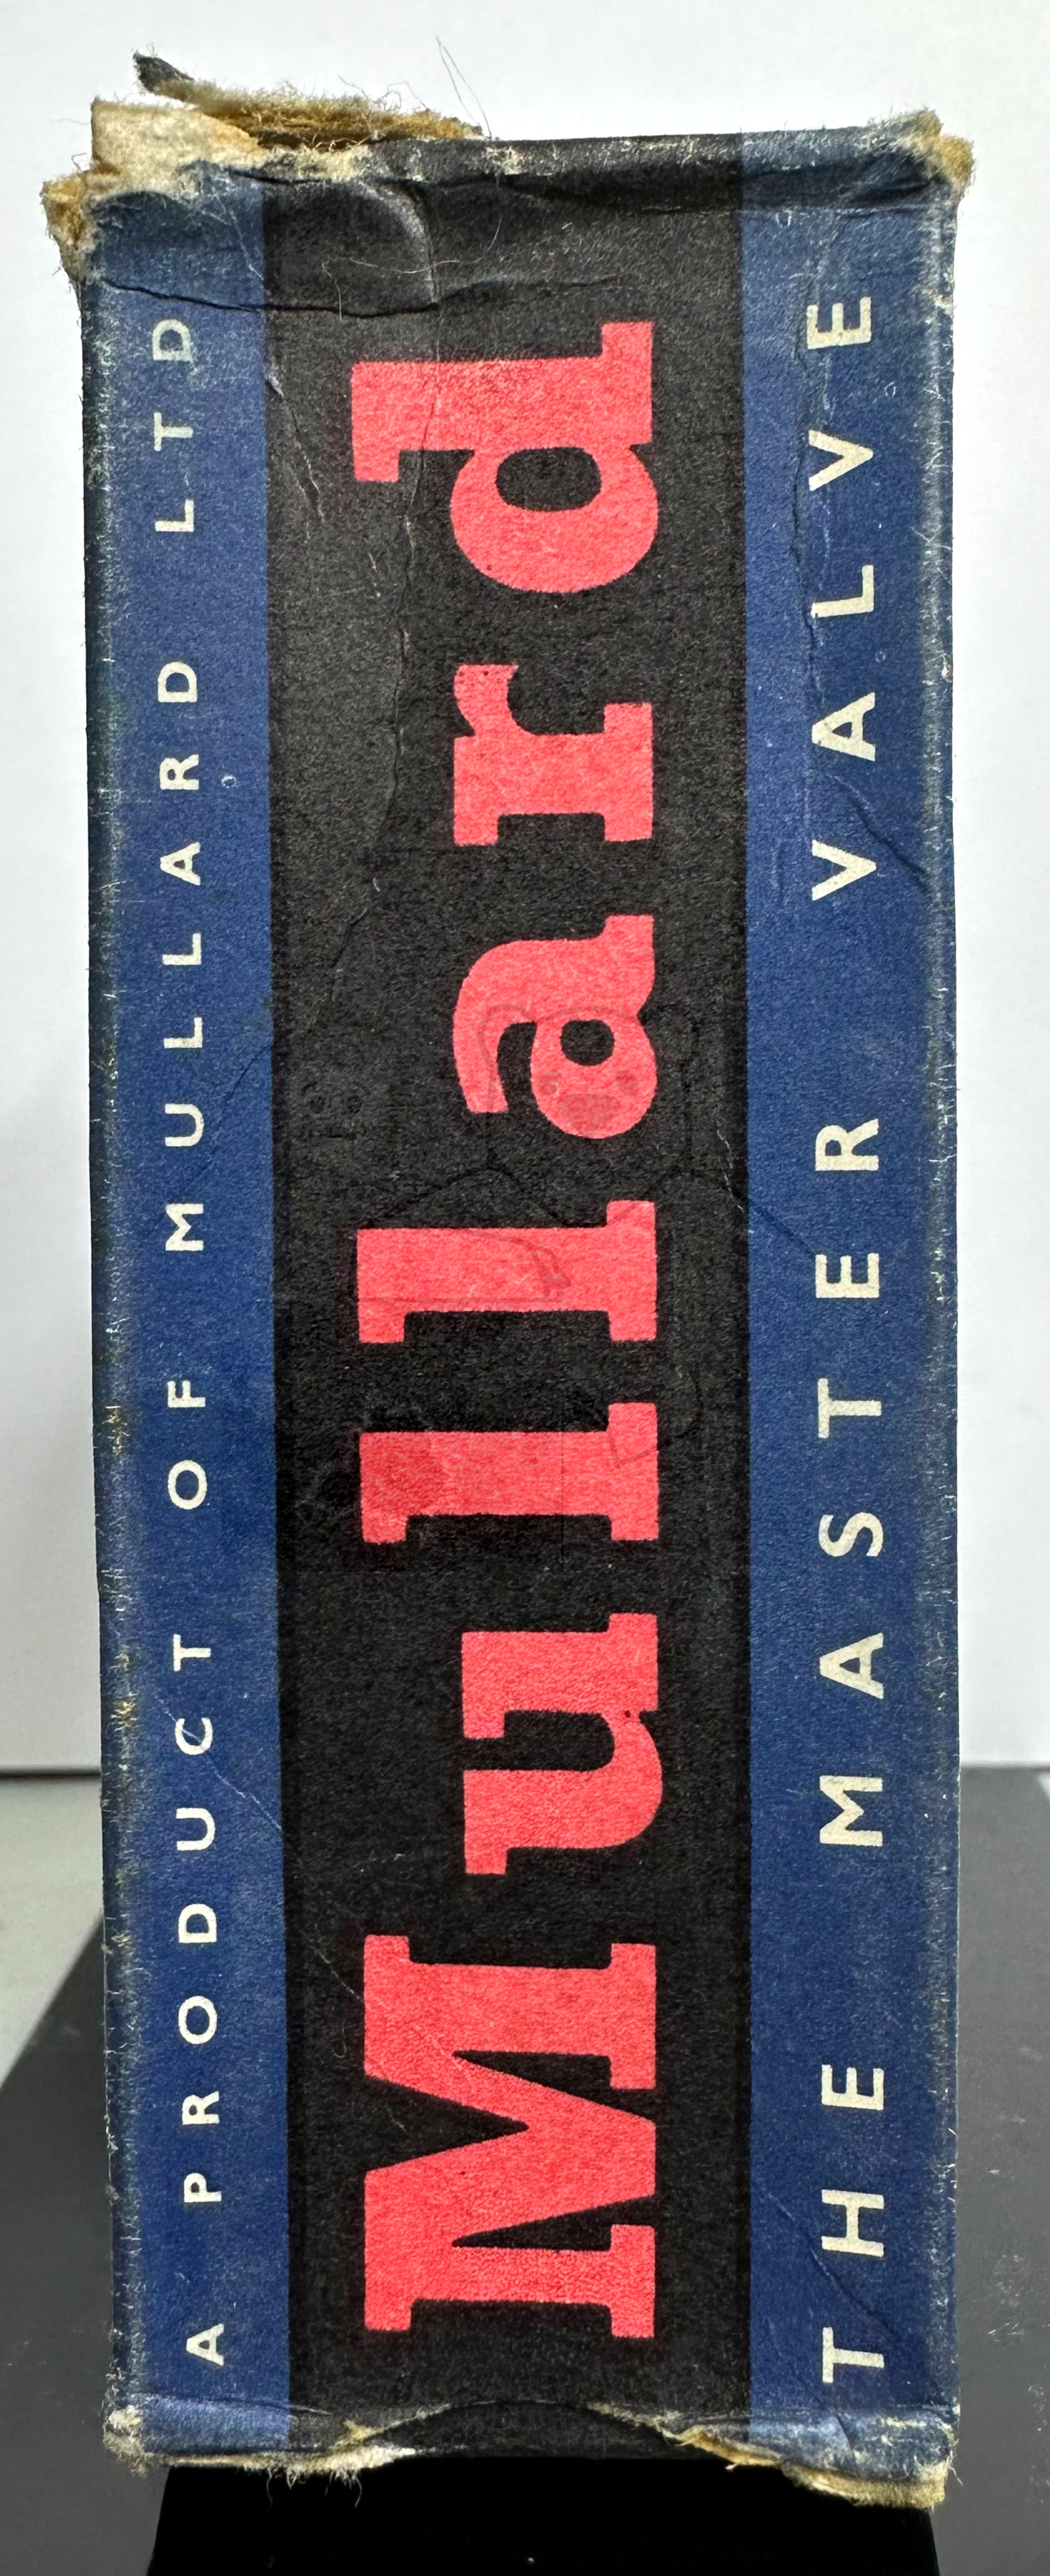 A PRODUCT OF MULLARD LTD
Mullard
THE MASTER VALVE